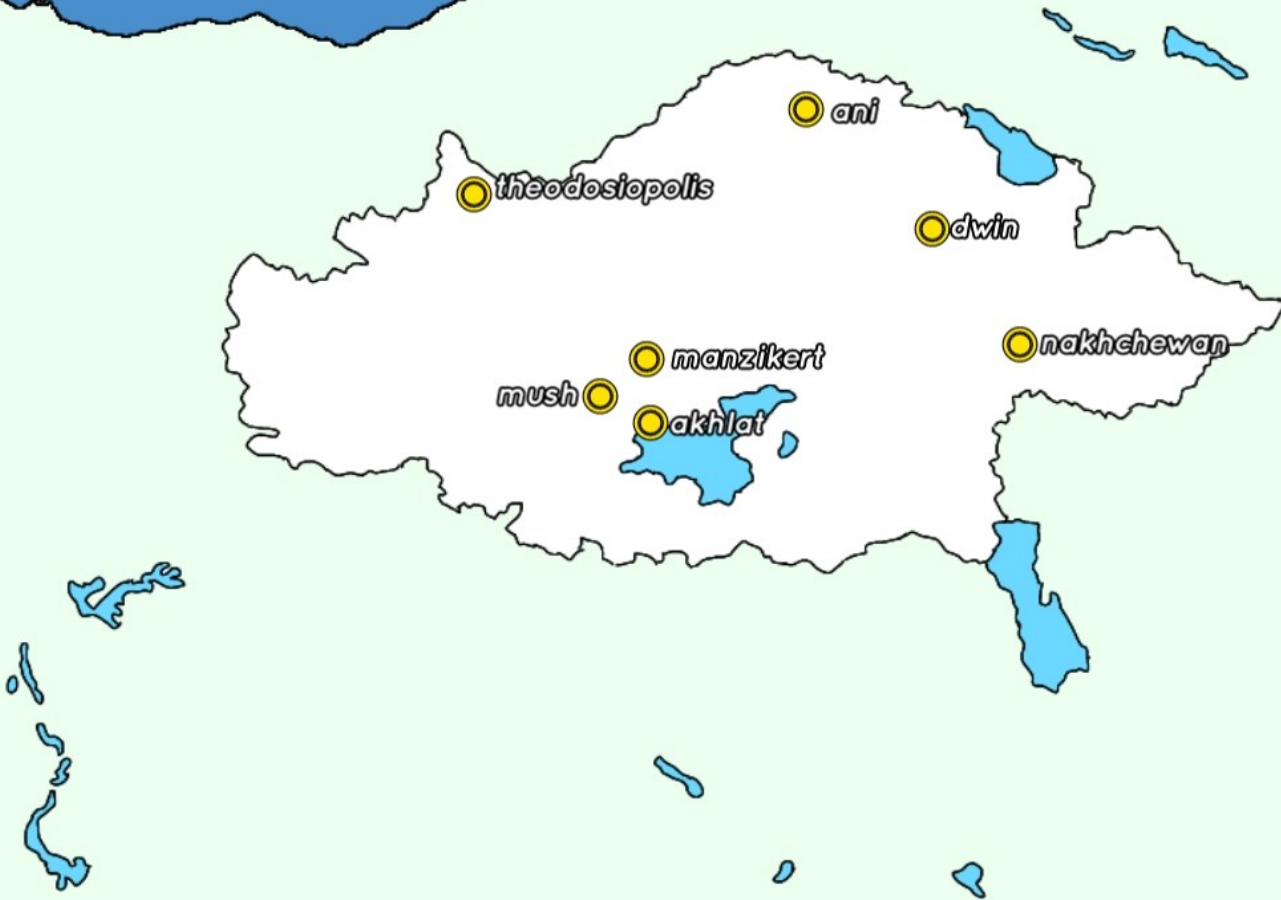 ani
theodosiopolis
dwin
nakhchewan
manzikert
mush
akhlat